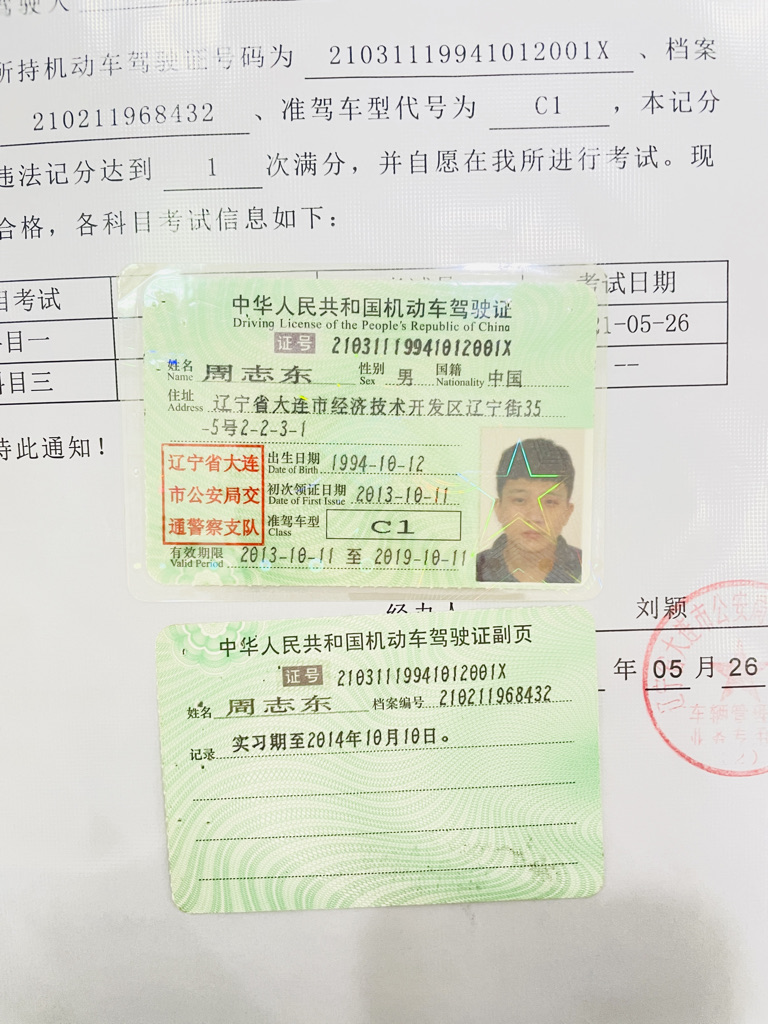 驾驶人
所持机动车驾驶证号码为 21031119941012001X 、档案
210211968432 、准驾车型代号为 C1 ，本记分
违法记分达到 1 次满分，并自愿在我所进行考试。现
合格，各科目考试信息如下：
目考试 考试日期
科目一 21-05-26
科目三 --
持此通知！
中华人民共和国机动车驾驶证
Driving License of the People's Republic of China
证号 21031119941012001X
姓名 周志东 性别 男 国籍 中国
Name Sex Nationality
住址 辽宁省大连市经济技术开发区辽宁街35
Address
-5号2-2-3-1
辽宁省大连
市公安局交
通警察支队
出生日期 1994-10-12
Date of Birth
初次领证日期 2013-10-11
Date of First Issue
准驾车型 C1
Class
有效期限 2013-10-11 至 2019-10-11
Valid Period
经办人 刘颖
年 05 月 26
中华人民共和国机动车驾驶证副页
证号 21031119941012001X
姓名 周志东 档案编号 210211968432
记录 实习期至2014年10月10日。